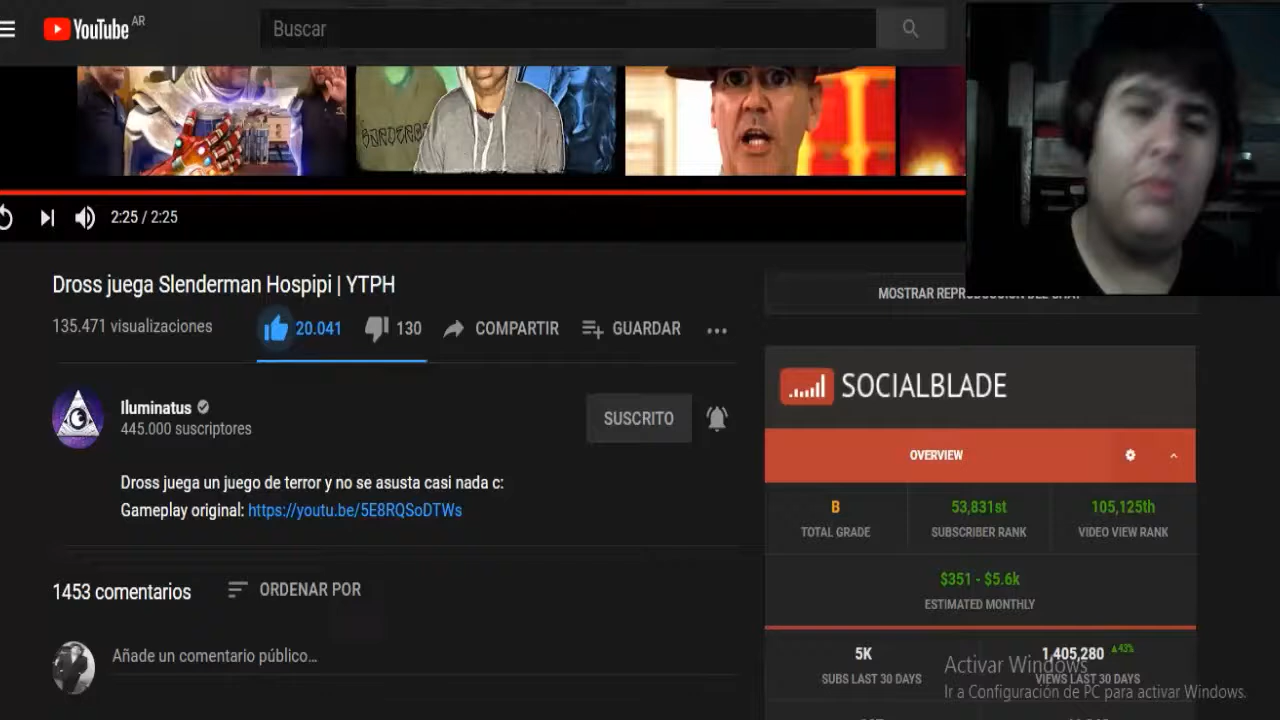 YouTube AR
Buscar
2:25 / 2:25
Dross juega Slenderman Hospipi | YTPH
135.471 visualizaciones
20.041
130
COMPARTIR
GUARDAR
MOSTRAR
Iluminatus
445.000 suscriptores
SUSCRITO
Dross juega un juego de terror y no se asusta casi nada c:
Gameplay original: https://youtu.be/5E8RQSoDTWs
1453 comentarios
ORDENAR POR
Añade un comentario público...
SOCIALBLADE
OVERVIEW
B
TOTAL GRADE
53,831st
SUBSCRIBER RANK
105,125th
VIDEO VIEW RANK
$351 - $5.6k
ESTIMATED MONTHLY
5K
SUBS LAST 30 DAYS
1,405,280 ▲43%
VIEWS LAST 30 DAYS
Activar Windows
Ir a Configuración de PC para activar Windows.